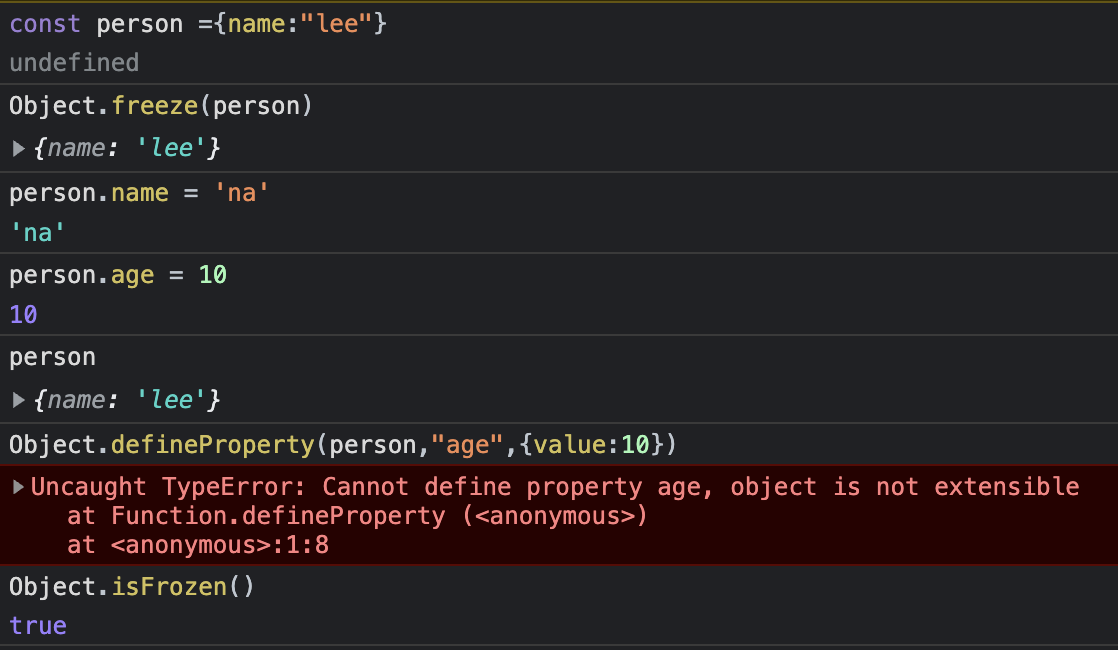 const person ={name:"lee"}
undefined
Object.freeze(person)
▶{name: 'lee'}
person.name = 'na'
'na'
person.age = 10
10
person
▶{name: 'lee'}
Object.defineProperty(person,"age",{value:10})
▶Uncaught TypeError: Cannot define property age, object is not extensible
    at Function.defineProperty (<anonymous>)
    at <anonymous>:1:8
Object.isFrozen()
true